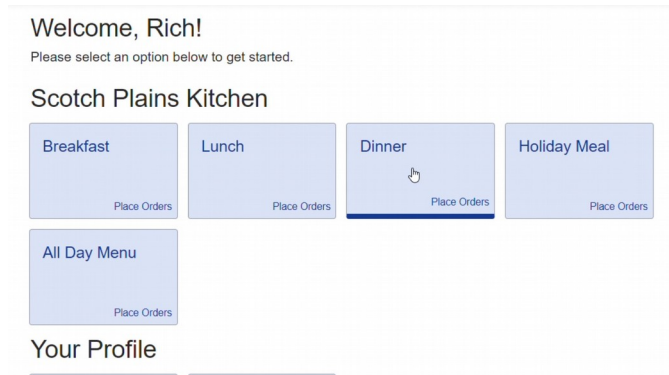 Welcome, Rich!
Please select an option below to get started.
Scotch Plains Kitchen
Breakfast
Place Orders
Lunch
Place Orders
Dinner
Place Orders
Holiday Meal
Place Orders
All Day Menu
Place Orders
Your Profile